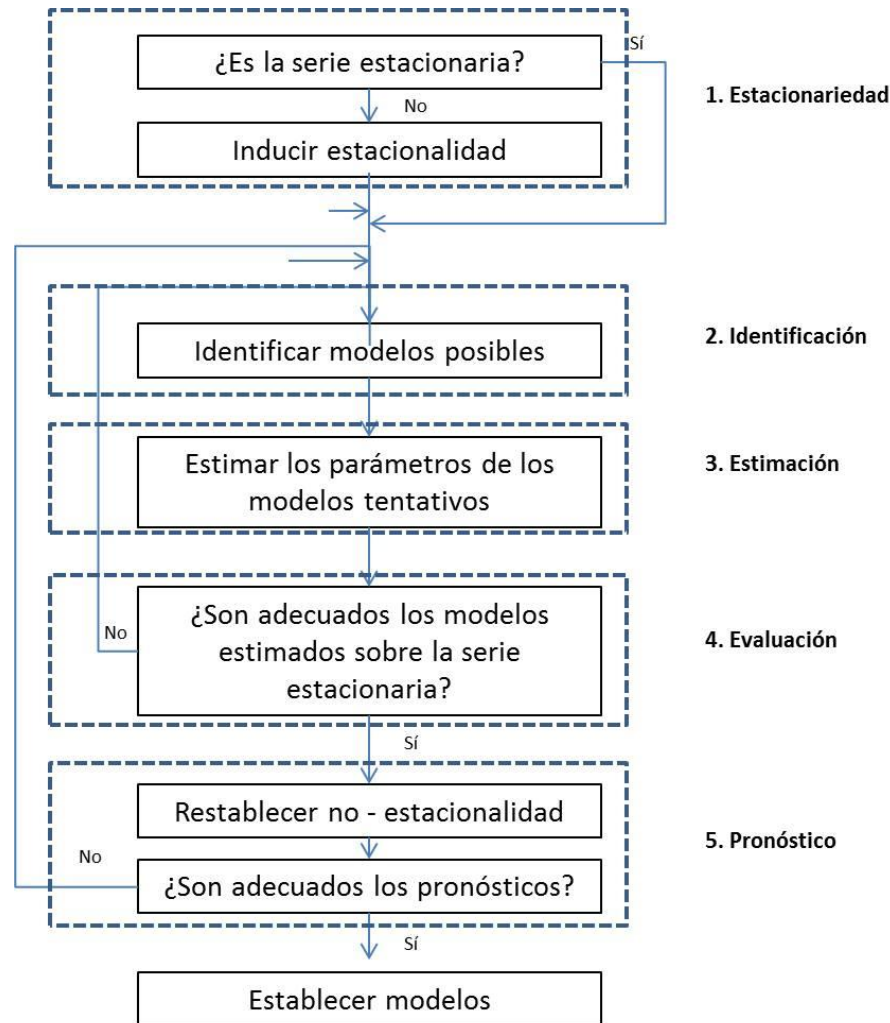 ¿Es la serie estacionaria?
Sí
No
Inducir estacionalidad
1. Estacionariedad
Identificar modelos posibles
2. Identificación
Estimar los parámetros de los
modelos tentativos
3. Estimación
¿Son adecuados los modelos
estimados sobre la serie
estacionaria?
No
4. Evaluación
Sí
Restablecer no - estacionalidad
No
¿Son adecuados los pronósticos?
5. Pronóstico
Sí
Establecer modelos